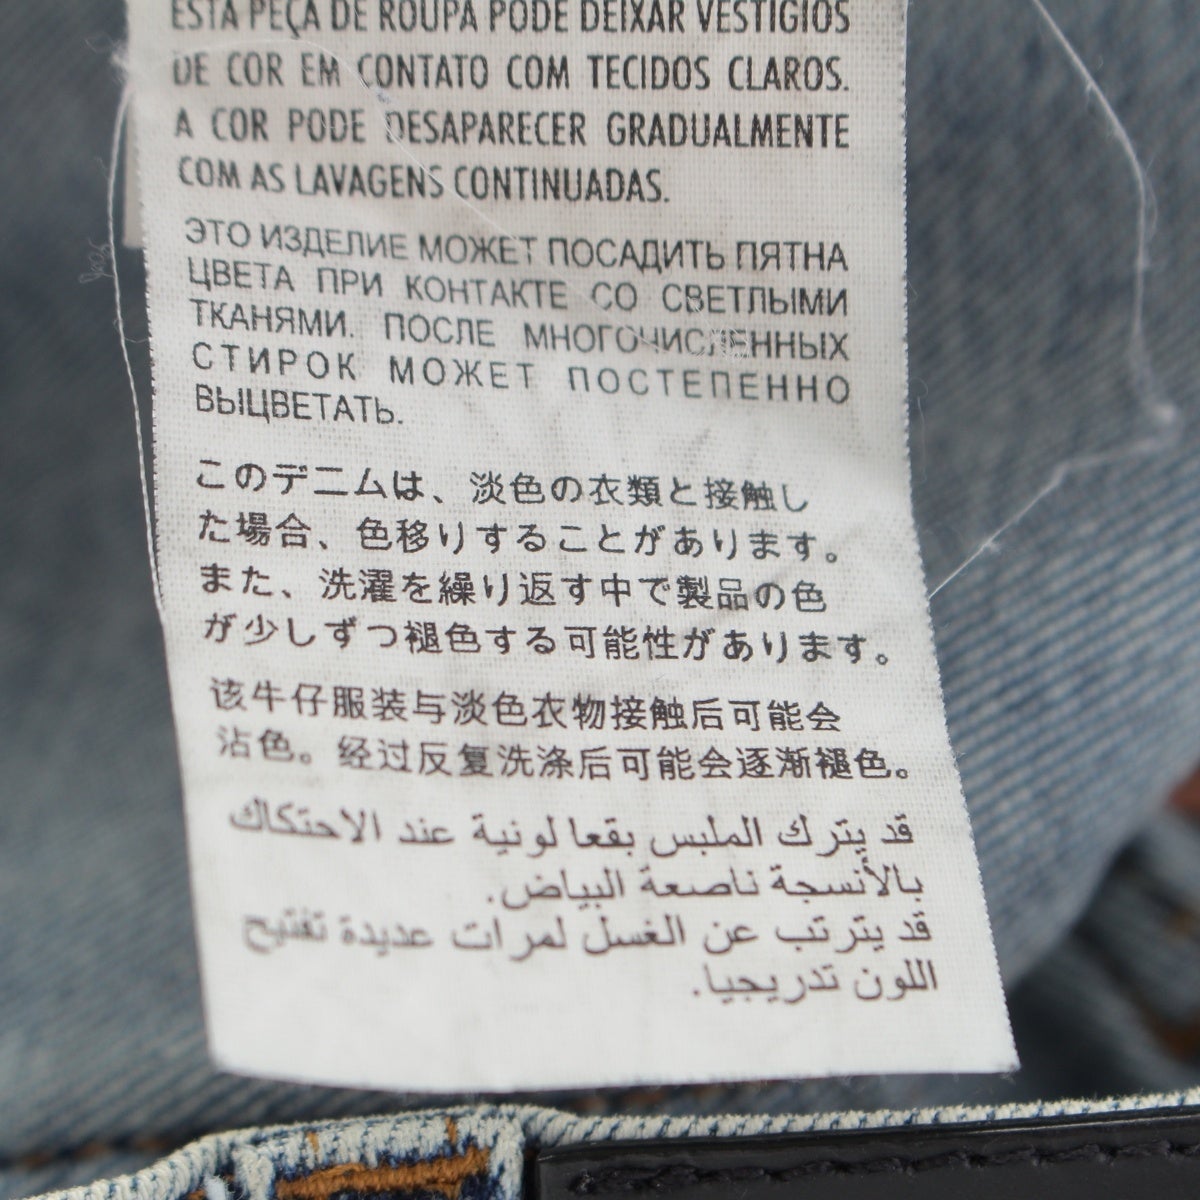 ESTA PEÇA DE ROUPA PODE DEIXAR VESTÍGIOS
DE COR EM CONTATO COM TECIDOS CLAROS.
A COR PODE DESAPARECER GRADUALMENTE
COM AS LAVAGENS CONTINUADAS.
ЭТО ИЗДЕЛИЕ МОЖЕТ ПОСАДИТЬ ПЯТНА
ЦВЕТА ПРИ КОНТАКТЕ СО СВЕТЛЫМИ
ТКАНЯМИ. ПОСЛЕ МНОГОЧИСЛЕННЫХ
СТИРОК МОЖЕТ ПОСТЕПЕННО
ВЫЦВЕТАТЬ.
このデニムは、淡色の衣類と接触し
た場合、色移りすることがあります。
また、洗濯を繰り返す中で製品の色
が少しずつ褪色する可能性があります。
该牛仔服装与淡色衣物接触后可能会
沾色。经过反复洗涤后可能会逐渐褪色。
قد يترك الملبس بقعا لونية عند الاحتكاك
بالأنسجة ناصعة البياض.
قد يترتب عن الغسل لمرات عديدة تفتيح
اللون تدريجيا.